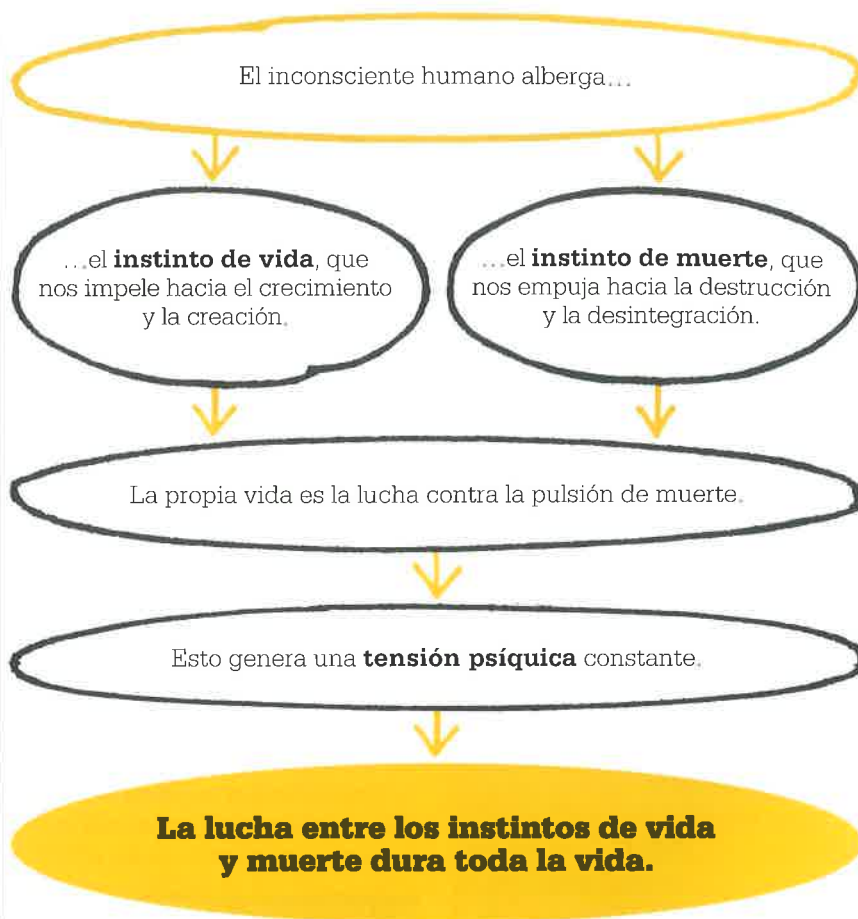 El inconsciente humano alberga...
...el instinto de vida, que
nos impele hacia el crecimiento
y la creación.
...el instinto de muerte, que
nos empuja hacia la destrucción
y la desintegración.
La propia vida es la lucha contra la pulsión de muerte.
Esto genera una tensión psíquica constante.
La lucha entre los instintos de vida
y muerte dura toda la vida.